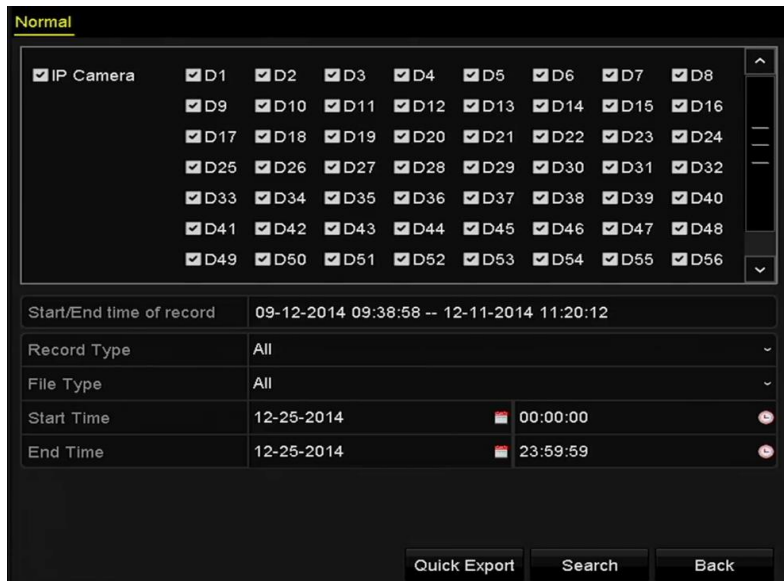 Normal
IP Camera D1 D2 D3 D4 D5 D6 D7 D8
D9 D10 D11 D12 D13 D14 D15 D16
D17 D18 D19 D20 D21 D22 D23 D24
D25 D26 D27 D28 D29 D30 D31 D32
D33 D34 D35 D36 D37 D38 D39 D40
D41 D42 D43 D44 D45 D46 D47 D48
D49 D50 D51 D52 D53 D54 D55 D56
Start/End time of record 09-12-2014 09:38:58 -- 12-11-2014 11:20:12
Record Type All
File Type All
Start Time 12-25-2014 00:00:00
End Time 12-25-2014 23:59:59
Quick Export Search Back